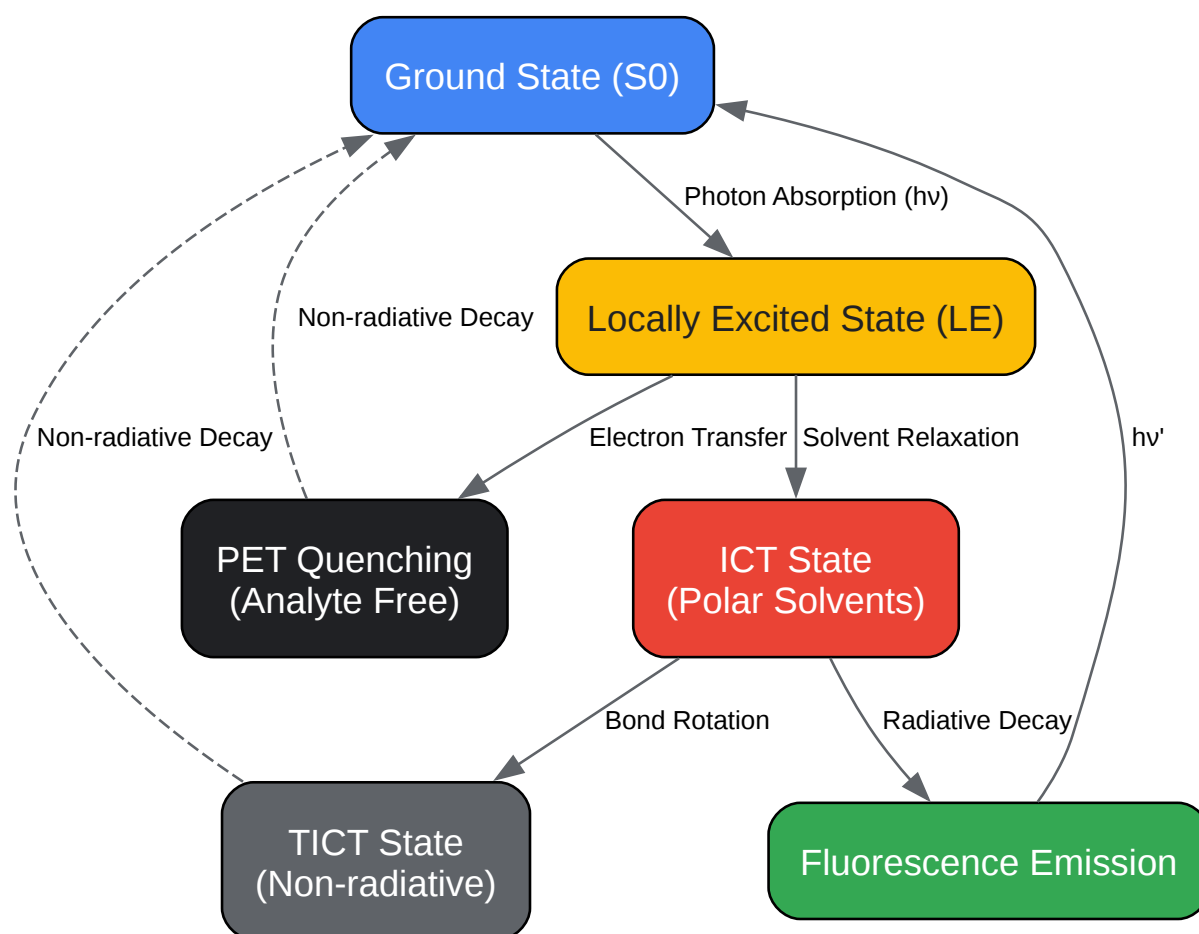 Ground State (S0)
Photon Absorption (hν)
Non-radiative Decay
Locally Excited State (LE)
Non-radiative Decay
Electron Transfer
Solvent Relaxation
hν'
PET Quenching
(Analyte Free)
ICT State
(Polar Solvents)
Bond Rotation
Radiative Decay
TICT State
(Non-radiative)
Fluorescence Emission